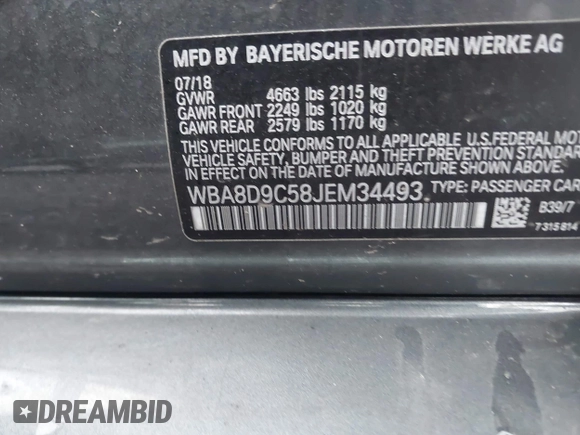 MFD BY BAYERISCHE MOTOREN WERKE AG
07/18
GVWR 4663 lbs 2115 kg
GAWR FRONT 2249 lbs 1020 kg
GAWR REAR 2579 lbs 1170 kg
THIS VEHICLE CONFORMS TO ALL APPLICABLE U.S.FEDERAL MOT
VEHICLE SAFETY, BUMPER AND THEFT PREVENTION STANDAR
IN EFFECT ON THE DATE OF MANUFACTURE SHOWN ABOVE.
WBA8D9C58JEM34493 TYPE: PASSENGER CAR
B39/7
7315814
DREAMBID